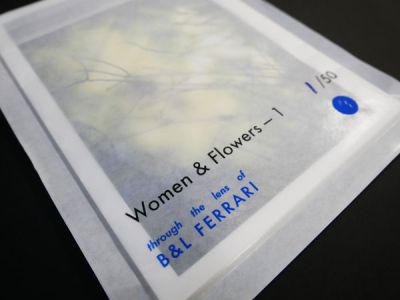 1/50
Women & Flowers – 1
through the lens of
B&L FERRARI